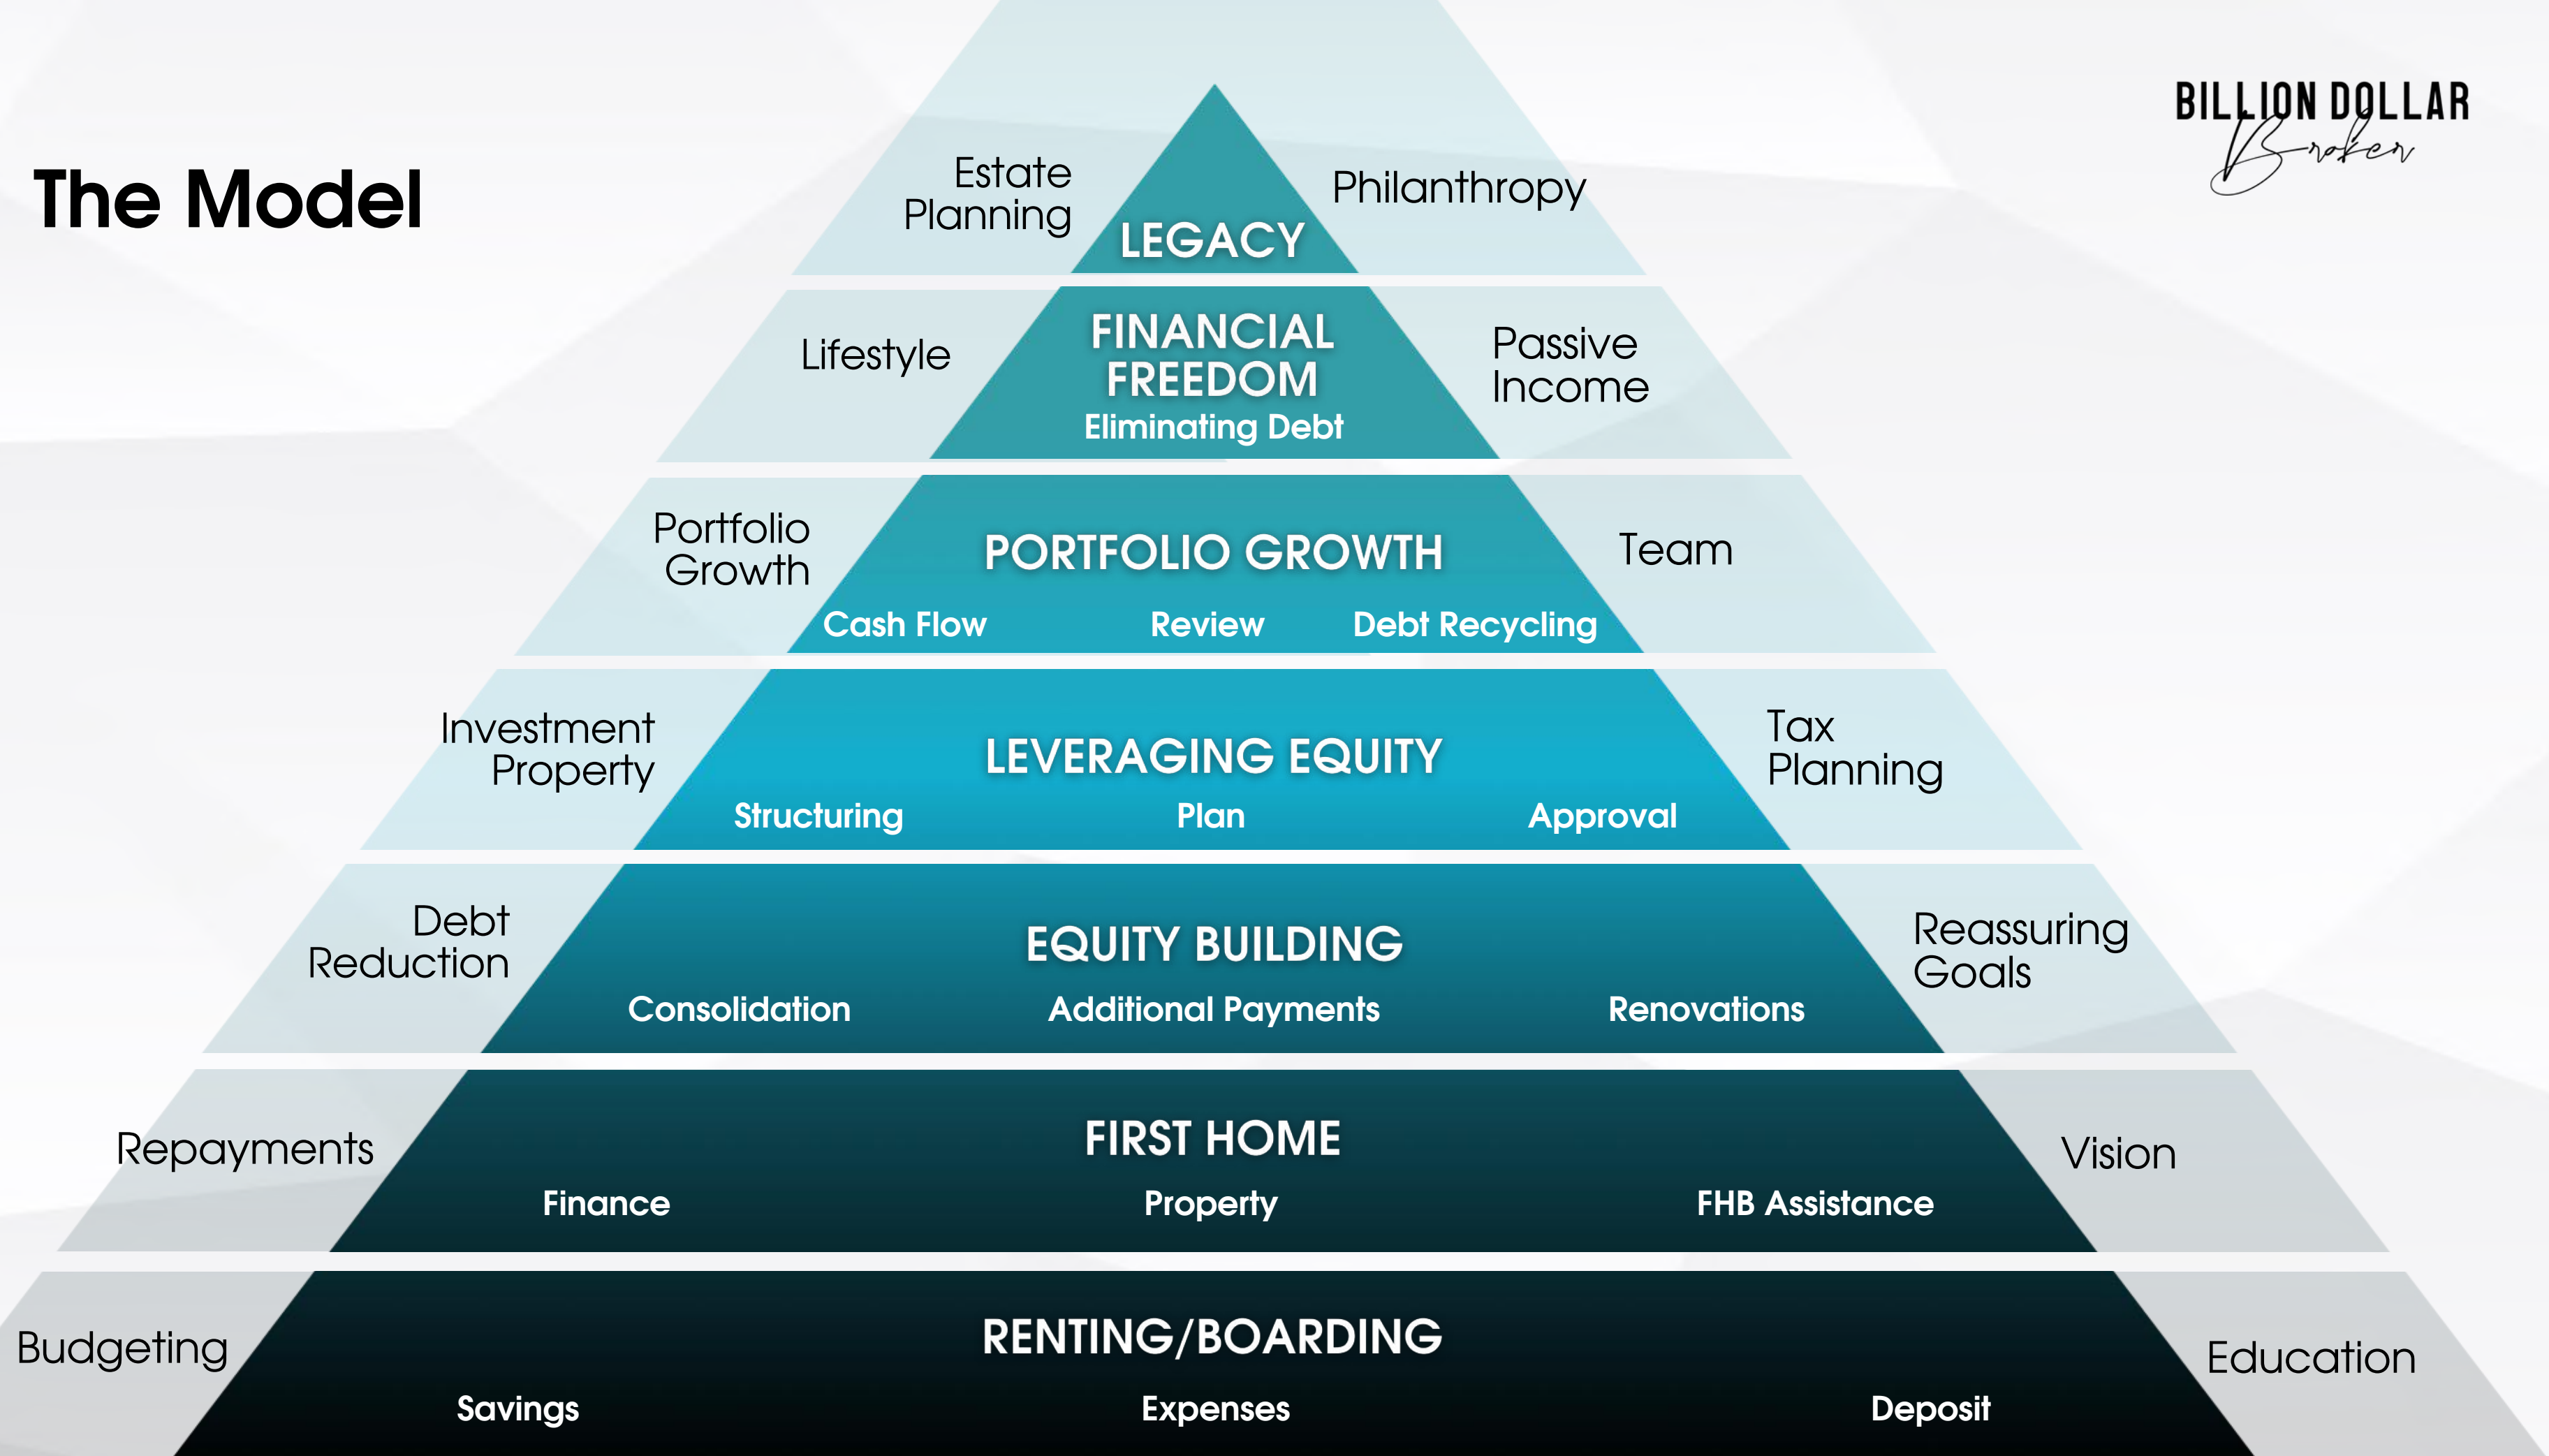 BILLION DOLLAR
Broker
The Model
Estate
Planning
LEGACY
Philanthropy
Lifestyle
FINANCIAL
FREEDOM
Eliminating Debt
Passive
Income
Portfolio
Growth
PORTFOLIO GROWTH
Cash Flow Review Debt Recycling
Team
Investment
Property
LEVERAGING EQUITY
Structuring Plan Approval
Tax
Planning
Debt
Reduction
EQUITY BUILDING
Consolidation Additional Payments Renovations
Reassuring
Goals
Repayments
FIRST HOME
Finance Property FHB Assistance
Vision
Budgeting
RENTING/BOARDING
Savings Expenses Deposit
Education